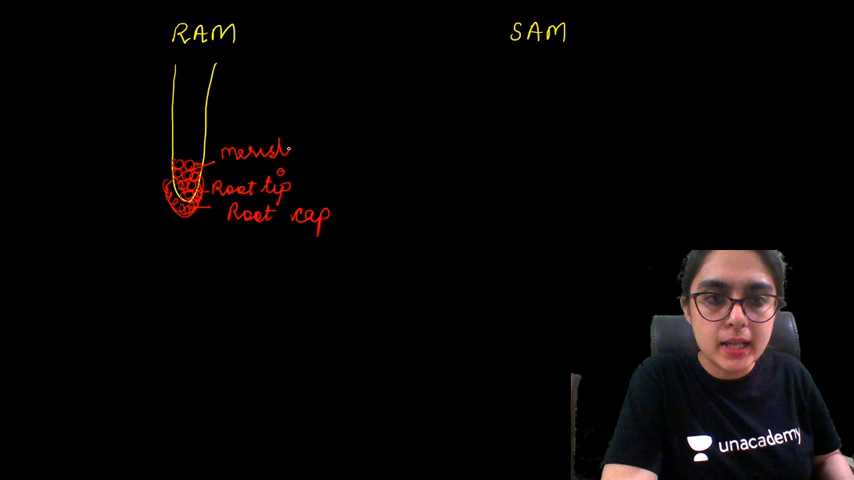 RAM
SAM
merist
Root tip
Root cap
unacademy